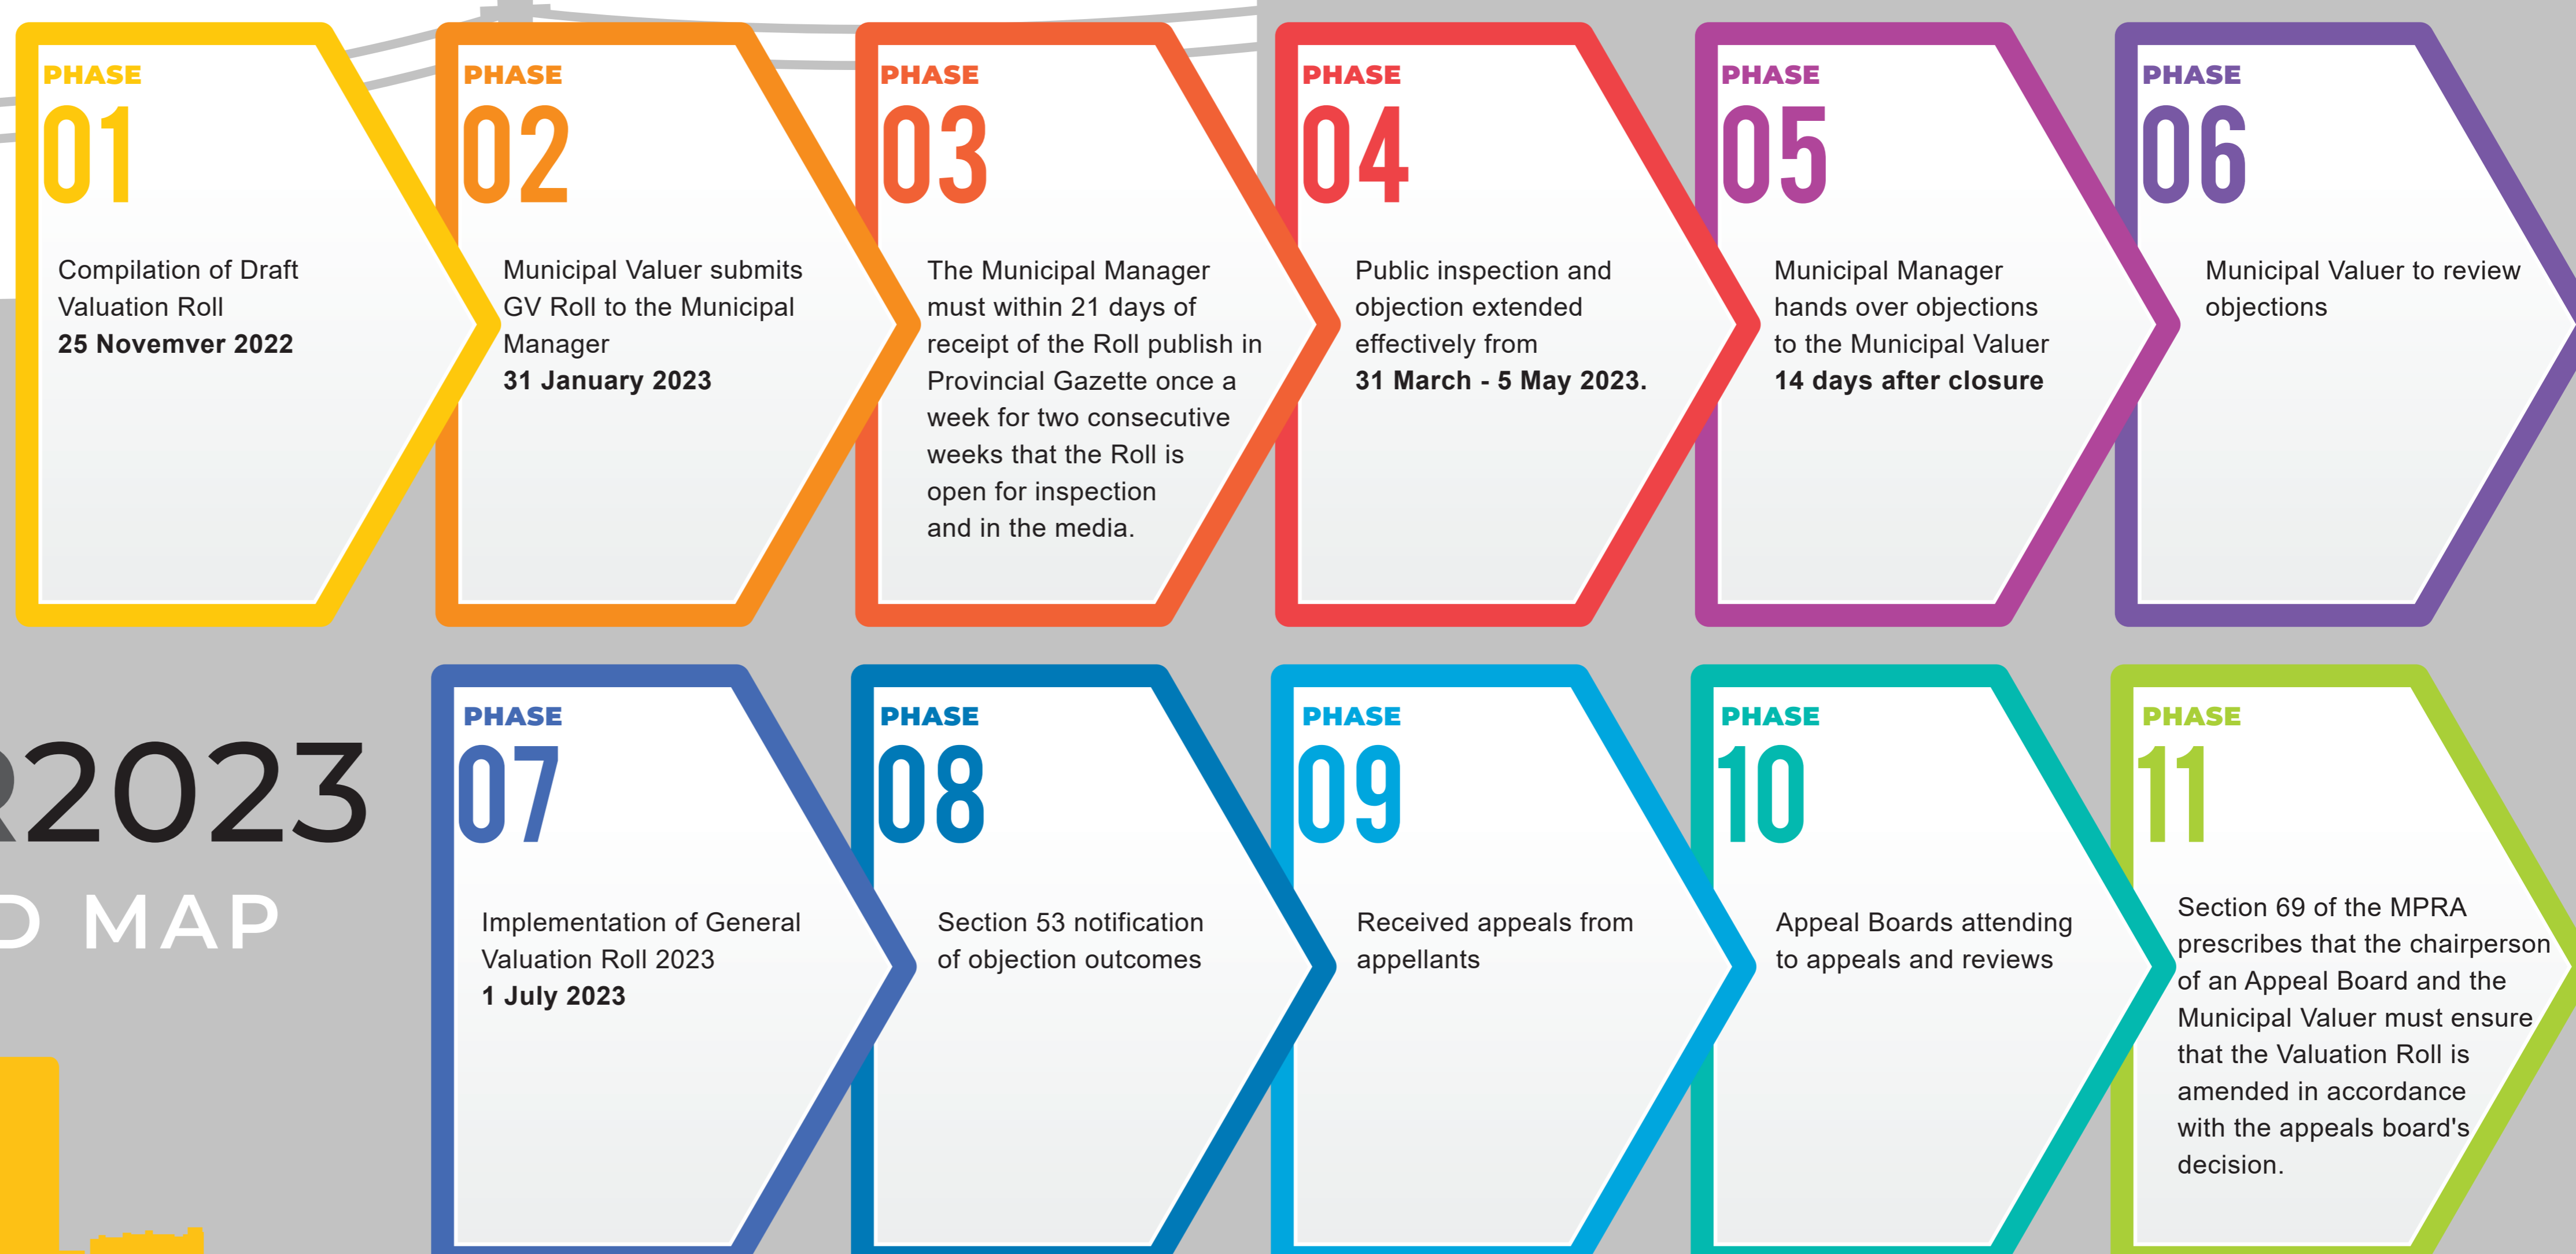 PHASE
01
Compilation of Draft
Valuation Roll
25 Novemver 2022
PHASE
02
Municipal Valuer submits
GV Roll to the Municipal
Manager
31 January 2023
PHASE
03
The Municipal Manager
must within 21 days of
receipt of the Roll publish in
Provincial Gazette once a
week for two consecutive
weeks that the Roll is
open for inspection
and in the media.
PHASE
04
Public inspection and
objection extended
effectively from
31 March - 5 May 2023.
PHASE
05
Municipal Manager
hands over objections
to the Municipal Valuer
14 days after closure
PHASE
06
Municipal Valuer to review
objections
R2023
D MAP
PHASE
07
Implementation of General
Valuation Roll 2023
1 July 2023
PHASE
08
Section 53 notification
of objection outcomes
PHASE
09
Received appeals from
appellants
PHASE
10
Appeal Boards attending
to appeals and reviews
PHASE
11
Section 69 of the MPRA
prescribes that the chairperson
of an Appeal Board and the
Municipal Valuer must ensure
that the Valuation Roll is
amended in accordance
with the appeals board's
decision.